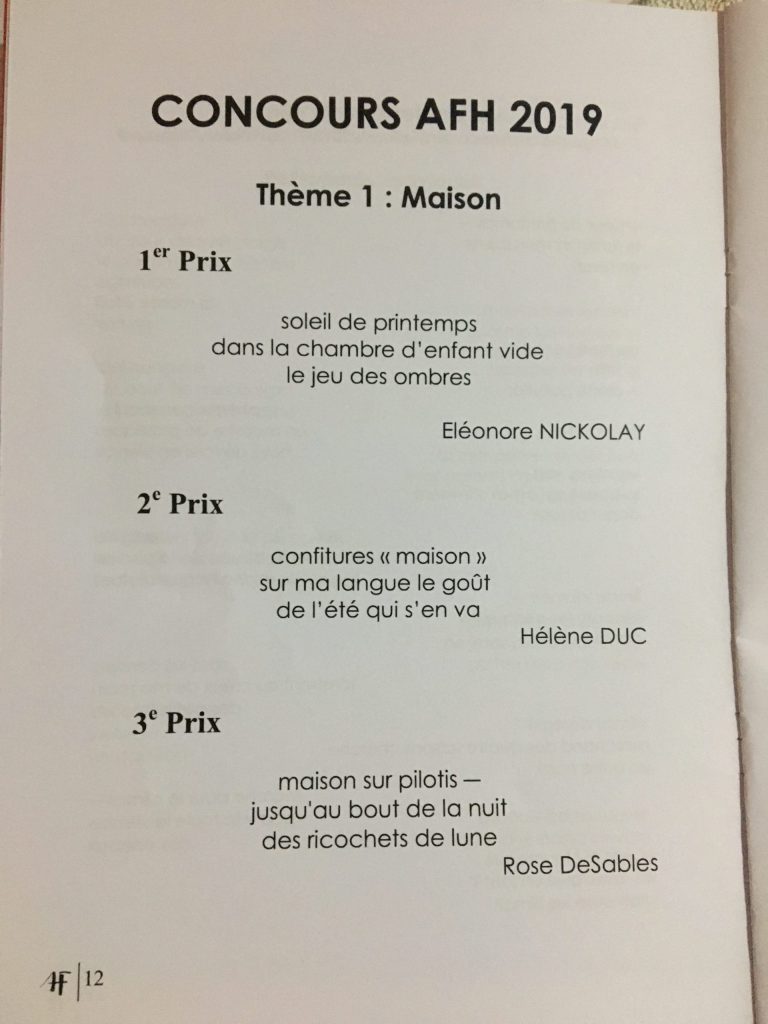 CONCOURS AFH 2019
Thème 1 : Maison
1er Prix
soleil de printemps
dans la chambre d'enfant vide
le jeu des ombres
Eléonore NICKOLAY
2e Prix
confitures « maison »
sur ma langue le goût
de l'été qui s'en va
Hélène DUC
3e Prix
maison sur pilotis —
jusqu'au bout de la nuit
des ricochets de lune
Rose DeSables
AFH | 12